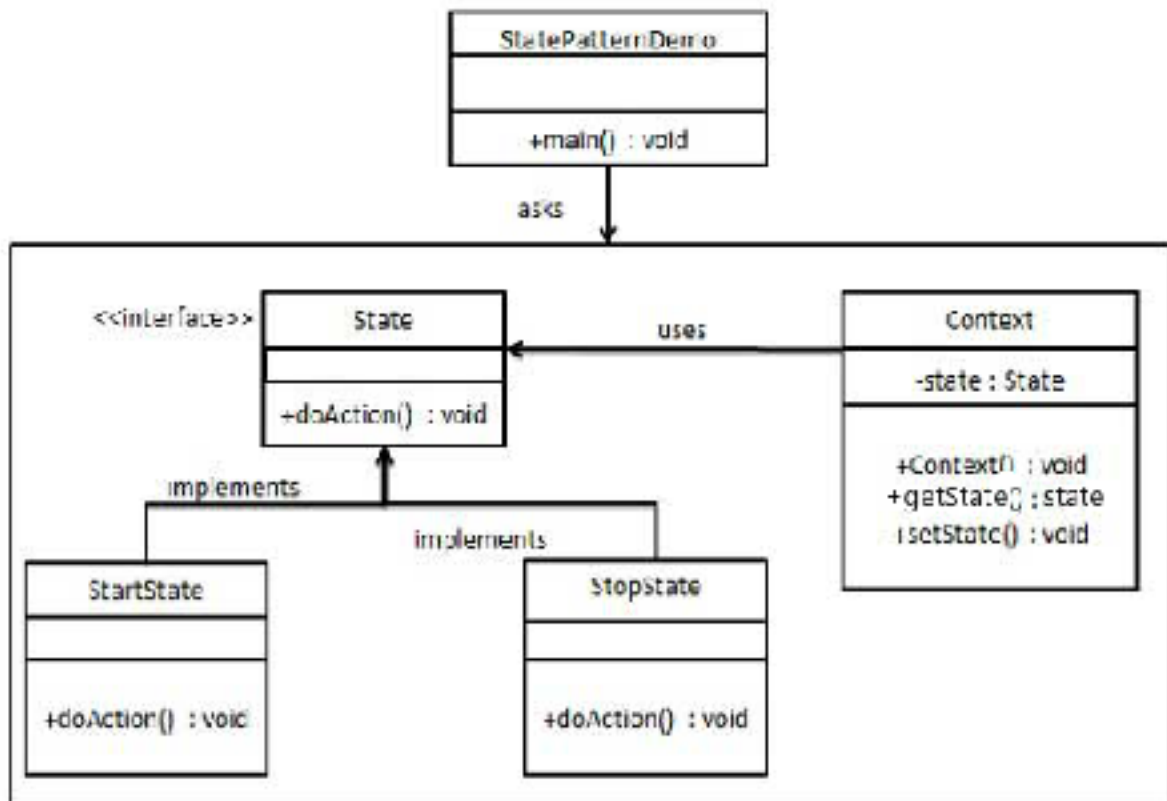 StatePatternDemo
+main() : void
asks
<<interface>>
State
+doAction() : void
uses
Context
-state : State
+Context() : void
+getState() : state
+setState() : void
implements
implements
StartState
+doAction() : void
StopState
+doAction() : void